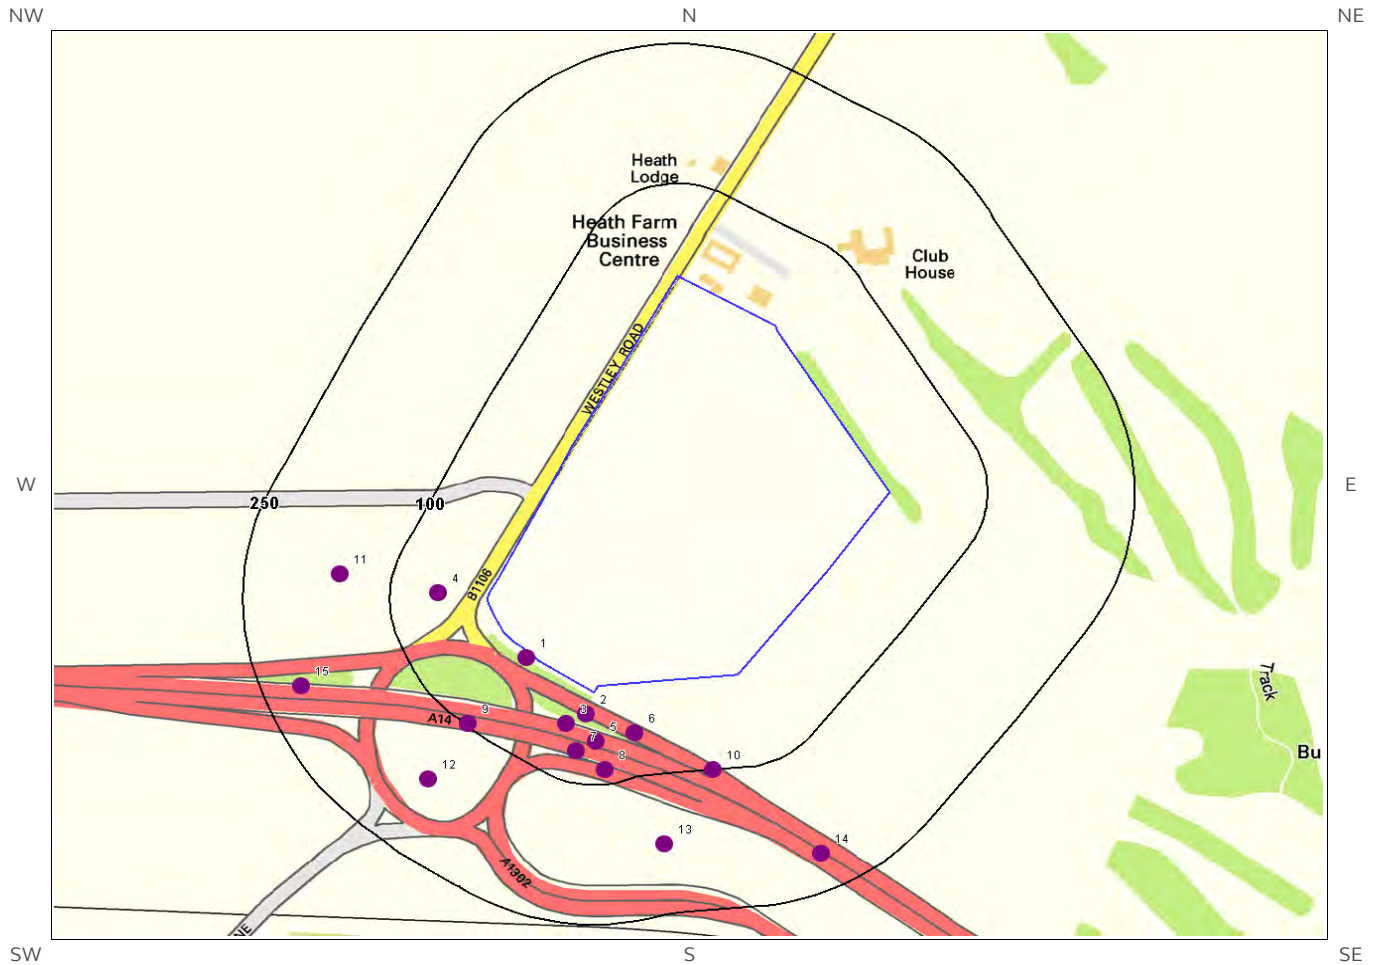 NW
N
NE
Heath
Lodge
Heath Farm
Business
Centre
Club
House
WESTLEY ROAD
W
E
250
100
11
4
B1106
1
15
2
3
9
A14
5
6
7
8
10
12
13
14
A1302
Track
Bu
NE
SW
S
SE